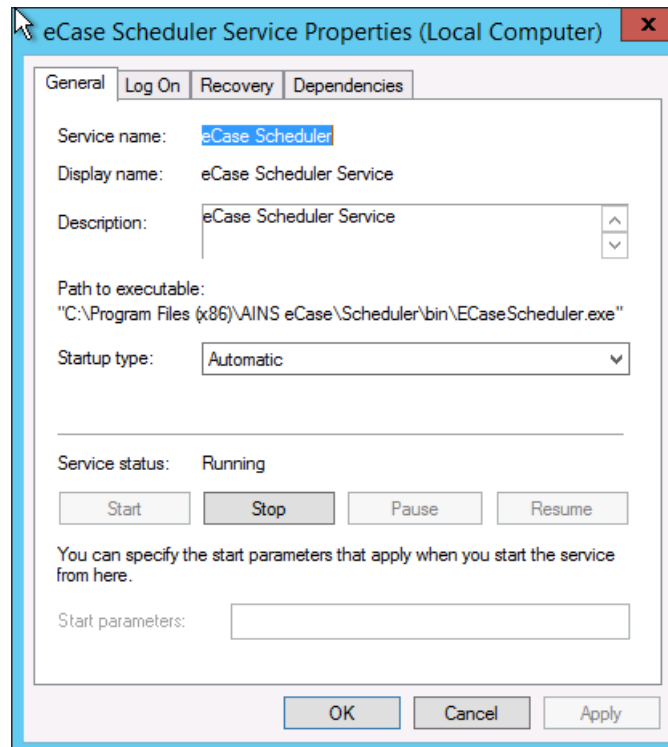 eCase Scheduler Service Properties (Local Computer)
x
General Log On Recovery Dependencies
Service name: eCase Scheduler
Display name: eCase Scheduler Service
Description: eCase Scheduler Service
Path to executable:
"C:\Program Files (x86)\AINS eCase\Scheduler\bin\ECaseScheduler.exe"
Startup type: Automatic
Service status: Running
Start Stop Pause Resume
You can specify the start parameters that apply when you start the service
from here.
Start parameters:
OK Cancel Apply